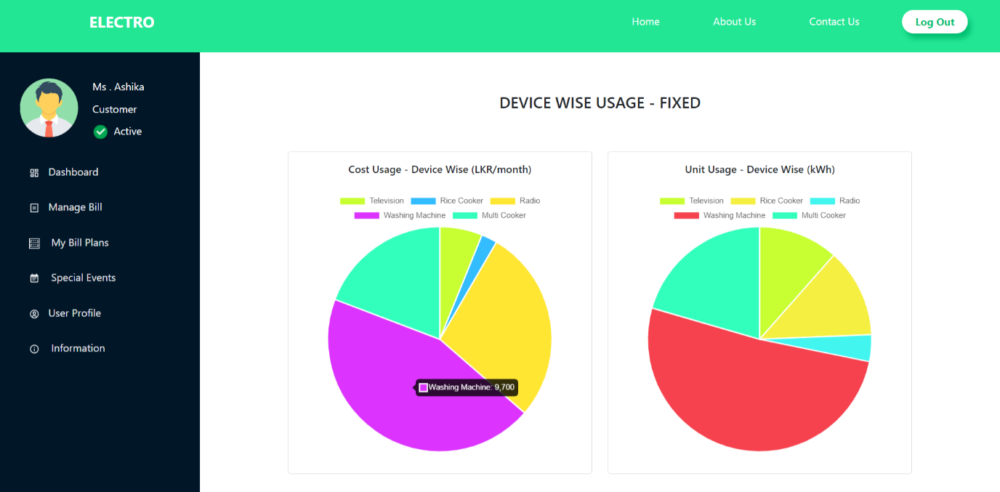 ELECTRO
Home
About Us
Contact Us
Log Out
Ms . Ashika
Customer
Active
Dashboard
Manage Bill
My Bill Plans
Special Events
User Profile
Information
DEVICE WISE USAGE - FIXED
Cost Usage - Device Wise (LKR/month)
Television Rice Cooker Radio
Washing Machine Multi Cooker
Washing Machine: 9,700
Unit Usage - Device Wise (kWh)
Television Rice Cooker Radio
Washing Machine Multi Cooker